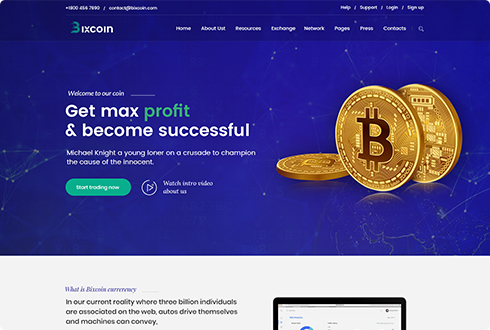 +1800 456 7890 / contact@bixcoin.com
Help / Support / Login / Sign up
Bixcoin
Home About Us! Resources Exchange Network Pages Press Contacts
Welcome to our coin
Get max profit
& become successful
Michael Knight a young loner on a crusade to champion
the cause of the innocent.
Start trading now
Watch intro video
about us
What is Bixcoin currerency
In our current reality where three billion individuals
are associated on the web, autos drive themselves
and machines can convey,